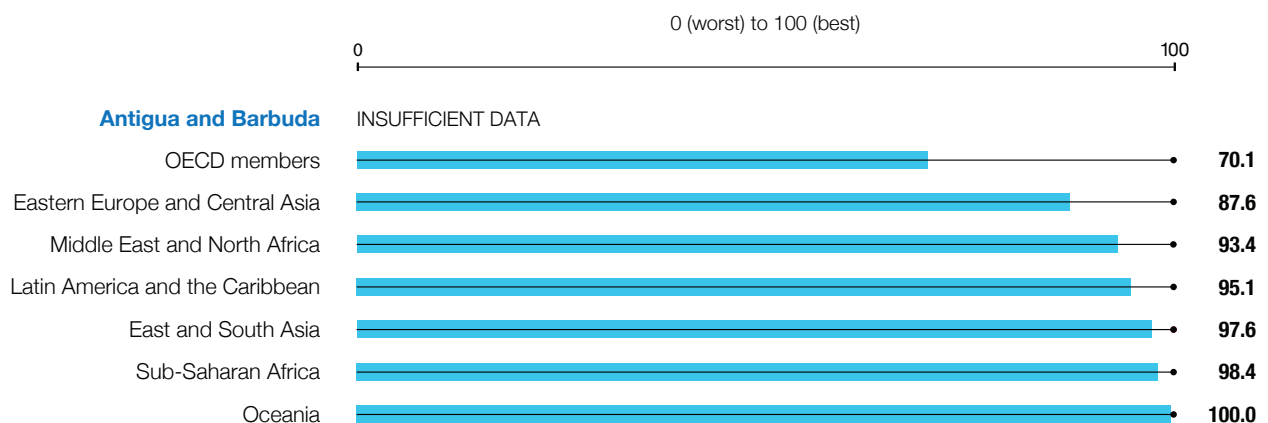 0 (worst) to 100 (best)
0 100
Antigua and Barbuda INSUFFICIENT DATA
OECD members 70.1
Eastern Europe and Central Asia 87.6
Middle East and North Africa 93.4
Latin America and the Caribbean 95.1
East and South Asia 97.6
Sub-Saharan Africa 98.4
Oceania 100.0